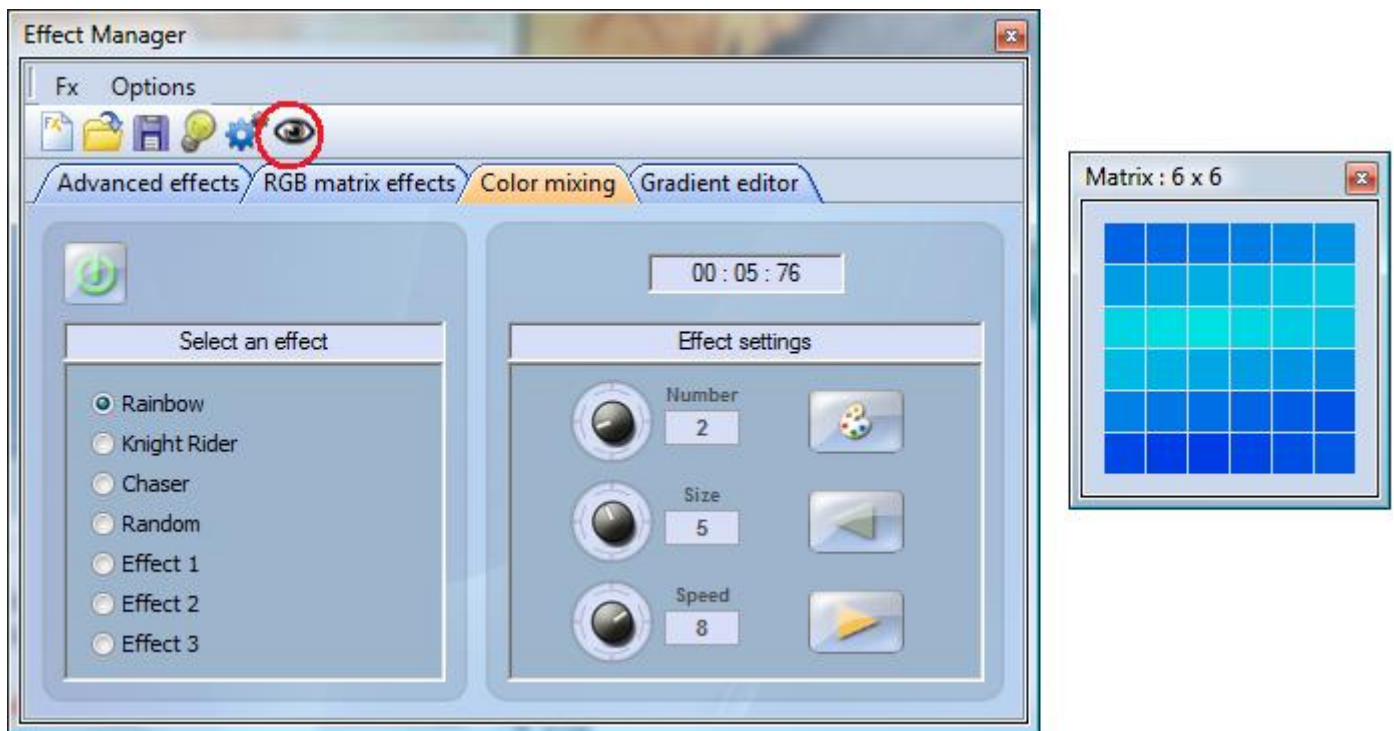 Effect Manager
Fx Options
FX
Advanced effects RGB matrix effects Color mixing Gradient editor
00 : 05 : 76
Select an effect
Rainbow
Knight Rider
Chaser
Random
Effect 1
Effect 2
Effect 3
Effect settings
Number
2
Size
5
Speed
8
Matrix : 6 x 6